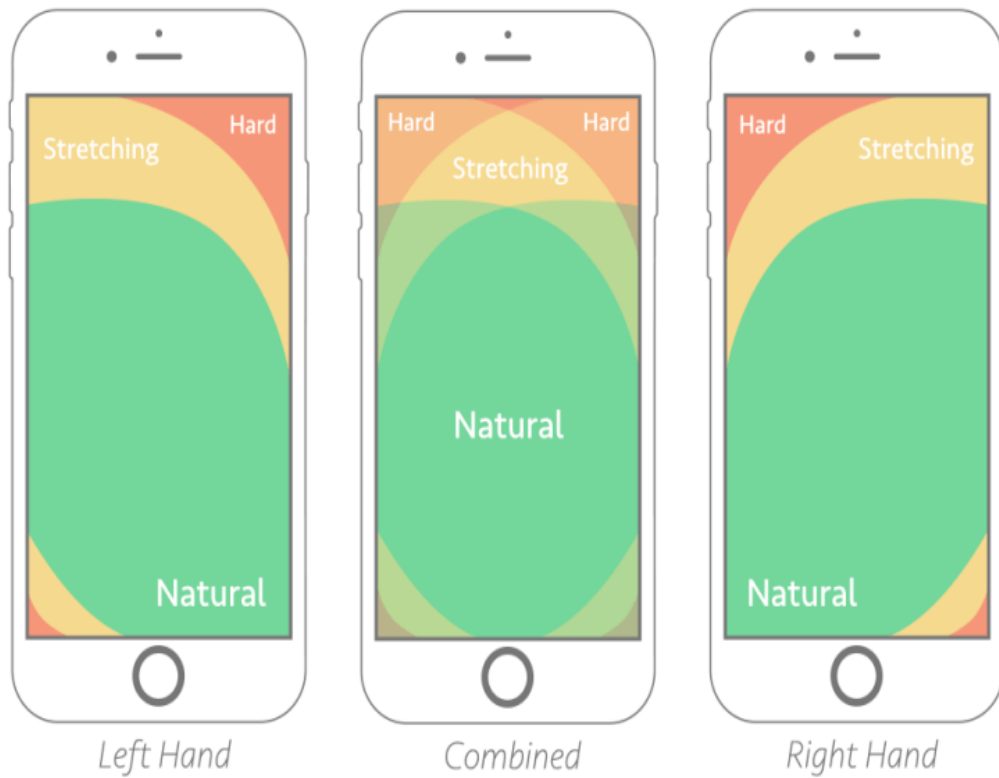 Hard
Stretching
Natural
Left Hand
Hard Hard
Stretching
Natural
Combined
Hard
Stretching
Natural
Right Hand